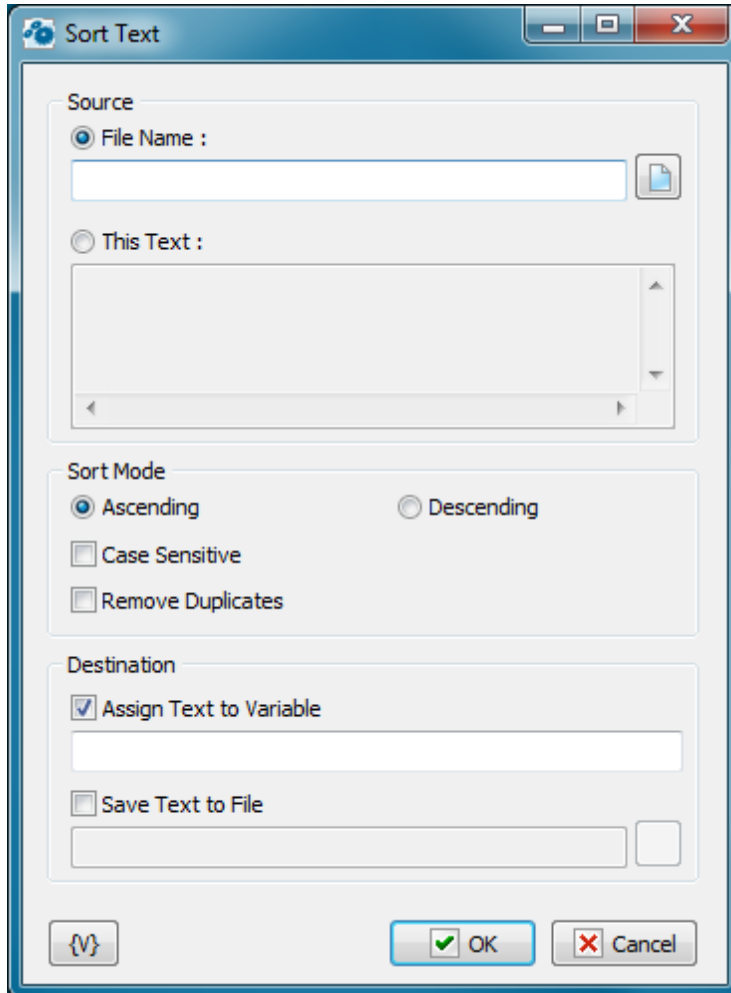 Sort Text
Source
File Name :
This Text :
Sort Mode
Ascending Descending
Case Sensitive
Remove Duplicates
Destination
Assign Text to Variable
Save Text to File
{V} OK Cancel